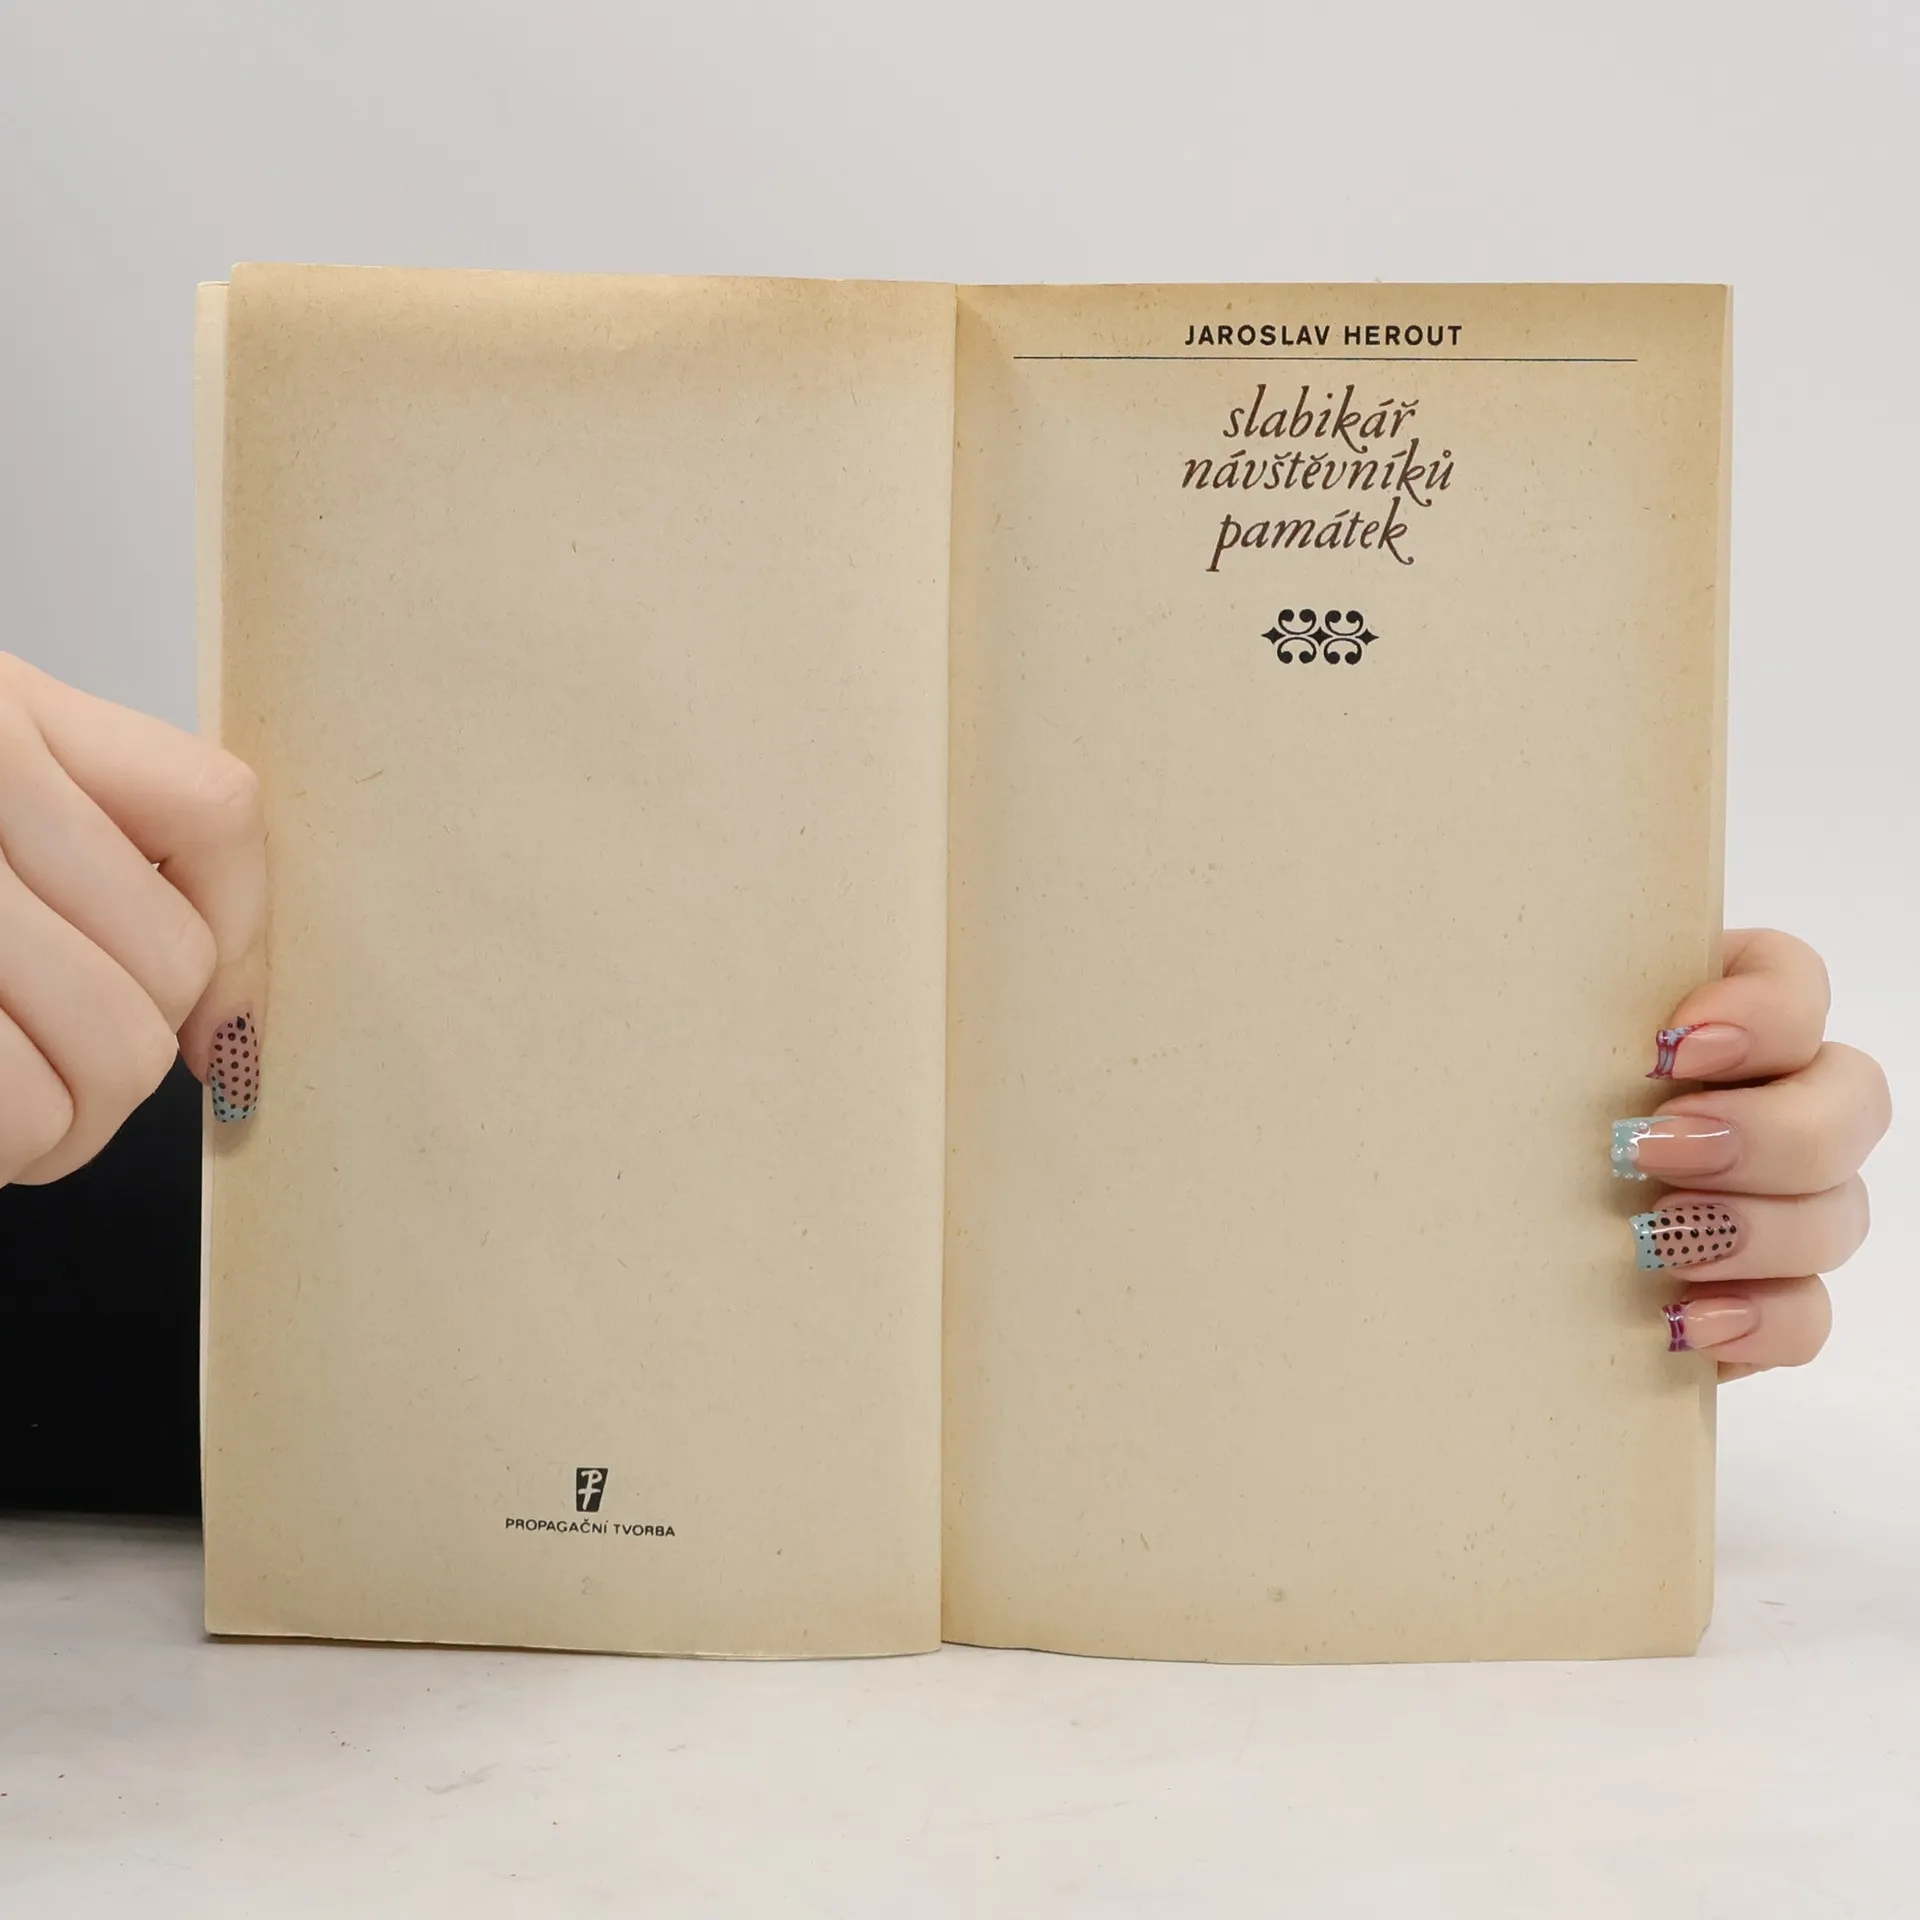 PROPAGAČNÍ TVORBA
JAROSLAV HEROUT
slabikář
návštěvníků
památek